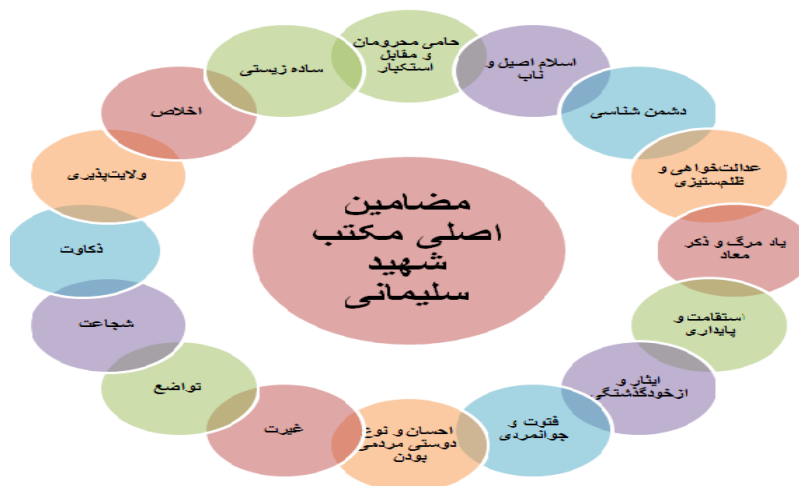 مضامین
اصلی مکتب
شهید
سلیمانی
حامی محرومان
و مقابل
استکبار
اسلام اصیل و
ناب
دشمن شناسی
عدالت‌خواهی و
ظلم‌ستیزی
یاد مرگ و ذکر
معاد
استقامت و
پایداری
ایثار و
ازخودگذشتگی
فتوت و
جوانمردی
احسان و نوع
دوستی مردمی
بودن
غیرت
تواضع
شجاعت
ذکاوت
ولایت‌پذیری
اخلاص
ساده زیستی